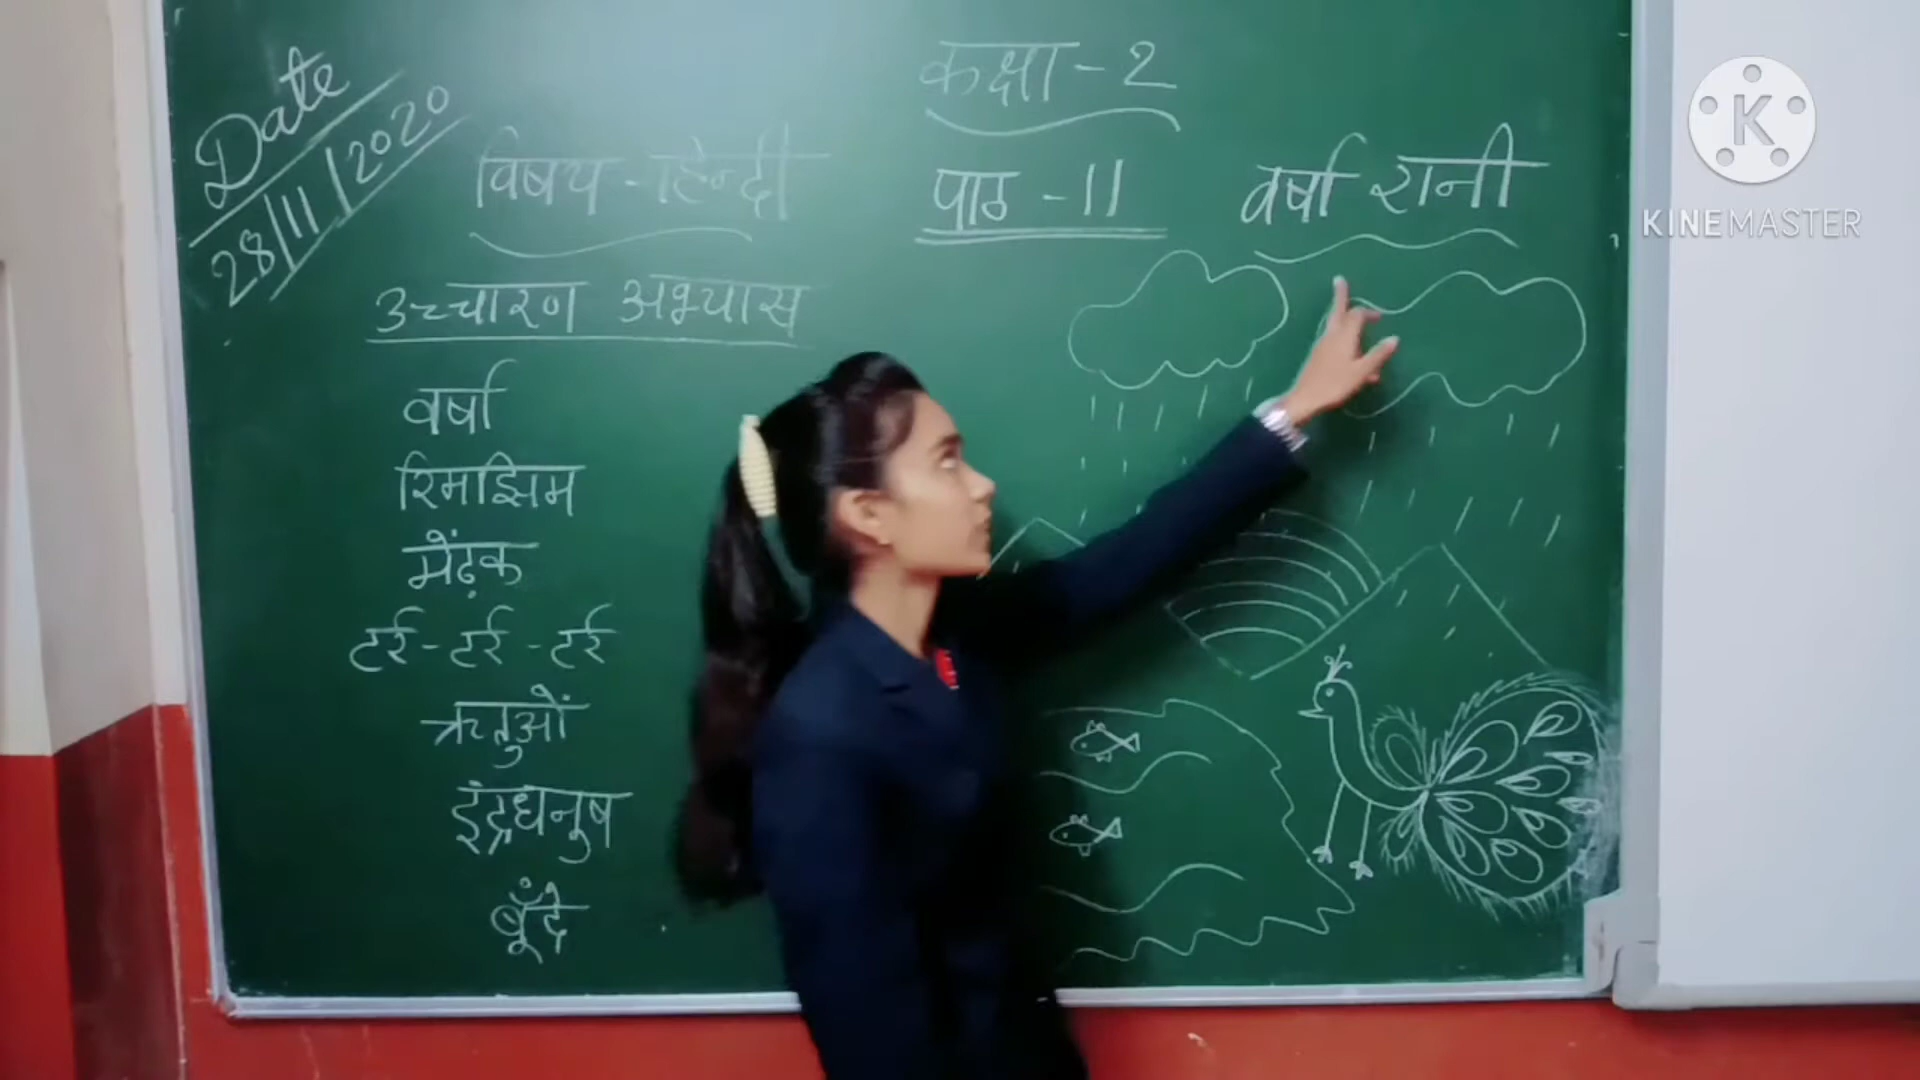 Date
28/11/2020
कक्षा - 2
विषय - हिन्दी
पाठ - 11
वर्षा रानी
उच्चारण अभ्यास
वर्षा
रिमझिम
मेंढ़क
टर्र - टर्र - टर्र
ऋतुओं
इंद्रधनुष
बूँदें
K
KINEMASTER